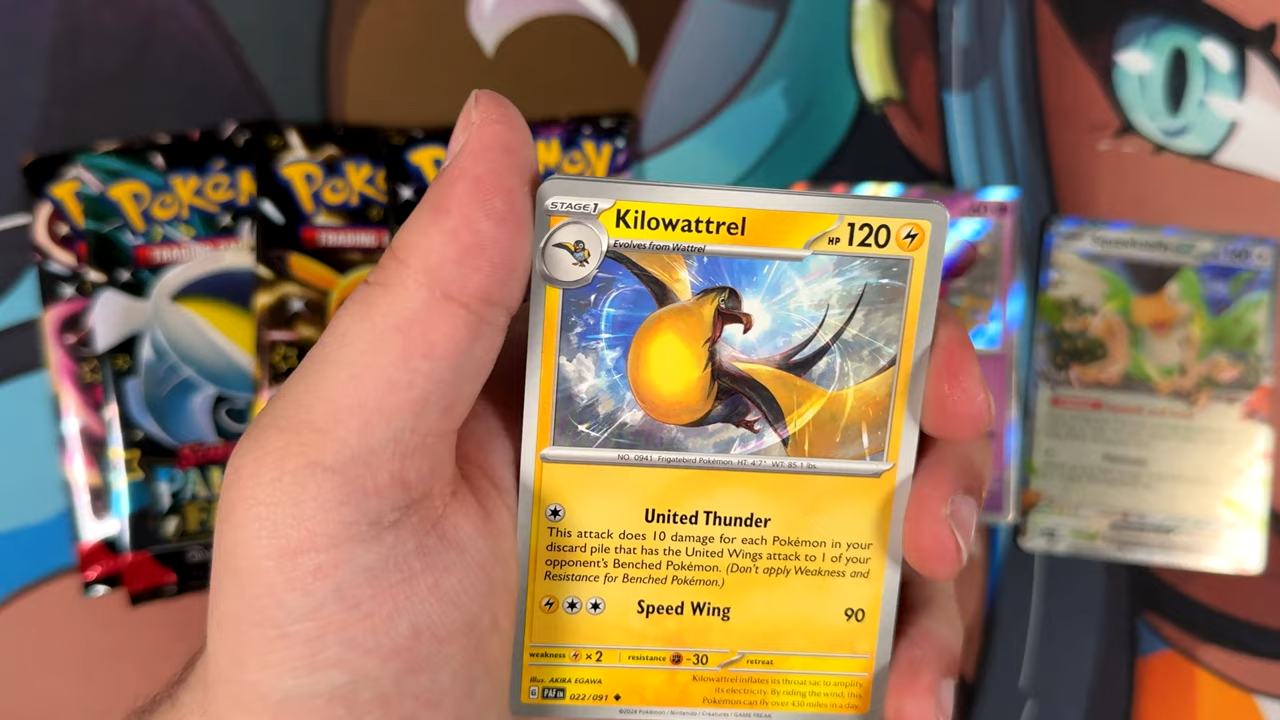 Pokém
TRADING
Poké
TRADING
Pok
mon
STAGE 1
Kilowattrel
HP 120
Evolves from Wattrel
NO. 0941 Frigatebird Pokémon HT: 4'7" WT: 85.1 lbs.
United Thunder
This attack does 10 damage for each Pokémon in your
discard pile that has the United Wings attack to 1 of your
opponent's Benched Pokémon. (Don't apply Weakness and
Resistance for Benched Pokémon.)
Speed Wing 90
weakness ×2 resistance -30 retreat
Illus. AKIRA EGAWA
G PAF EN 022/091
Kilowattrel inflates its throat sac to amplify
its electricity. By riding the wind, this
Pokémon can fly over 430 miles in a day.
©2024 Pokémon / Nintendo / Creatures / GAME FREAK